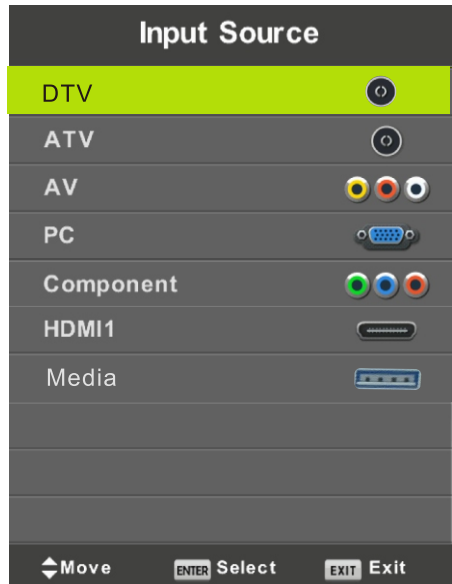 Input Source
DTV
ATV
AV
PC
Component
HDMI1
Media
Move ENTER Select EXIT Exit